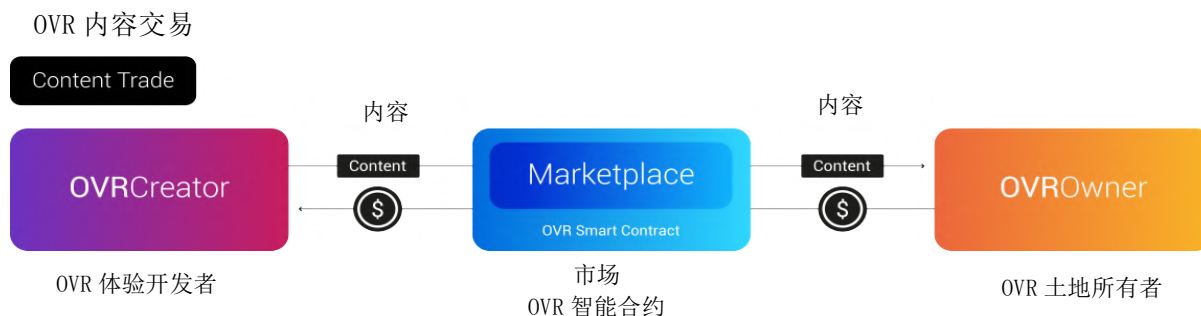 OVR 内容交易
Content Trade
内容
内容
OVRCreator
Content
$
Marketplace
OVR Smart Contract
Content
$
OVROwner
OVR 体验开发者
市场
OVR 智能合约
OVR 土地所有者